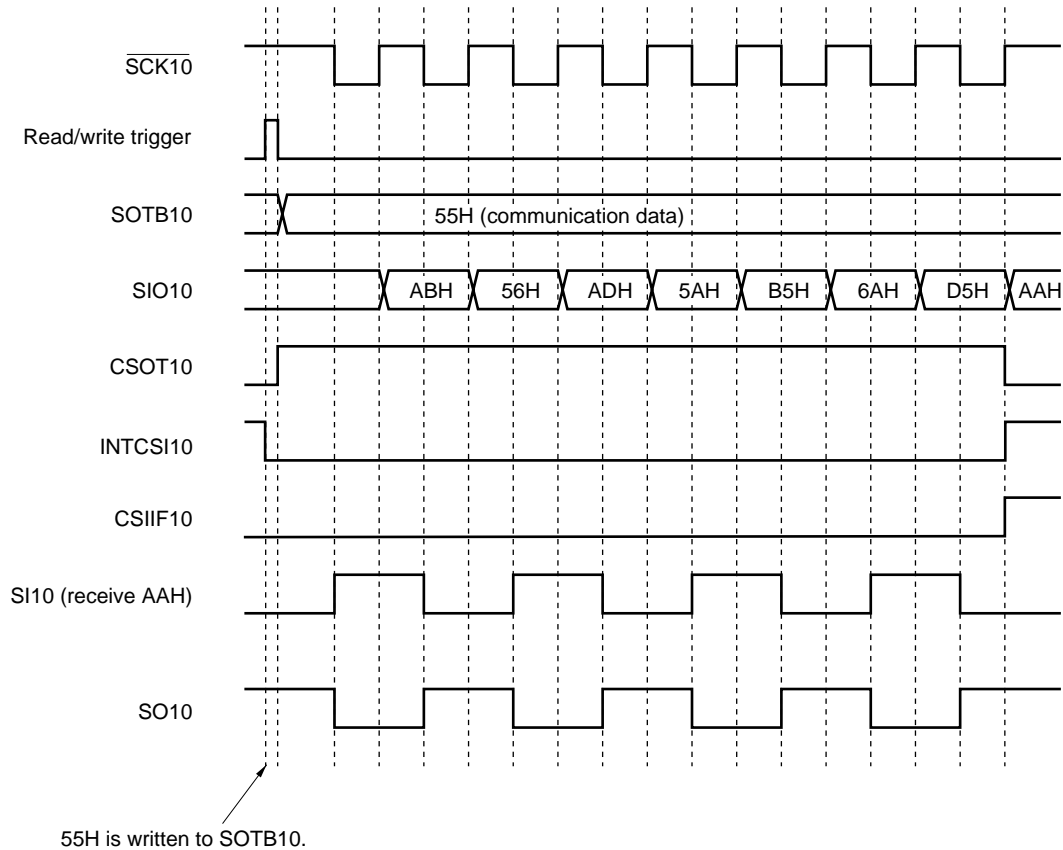 SCK10
Read/write trigger
SOTB10
55H (communication data)
SIO10
ABH 56H ADH 5AH B5H 6AH D5H AAH
CSOT10
INTCSI10
CSIIF10
SI10 (receive AAH)
SO10
55H is written to SOTB10.